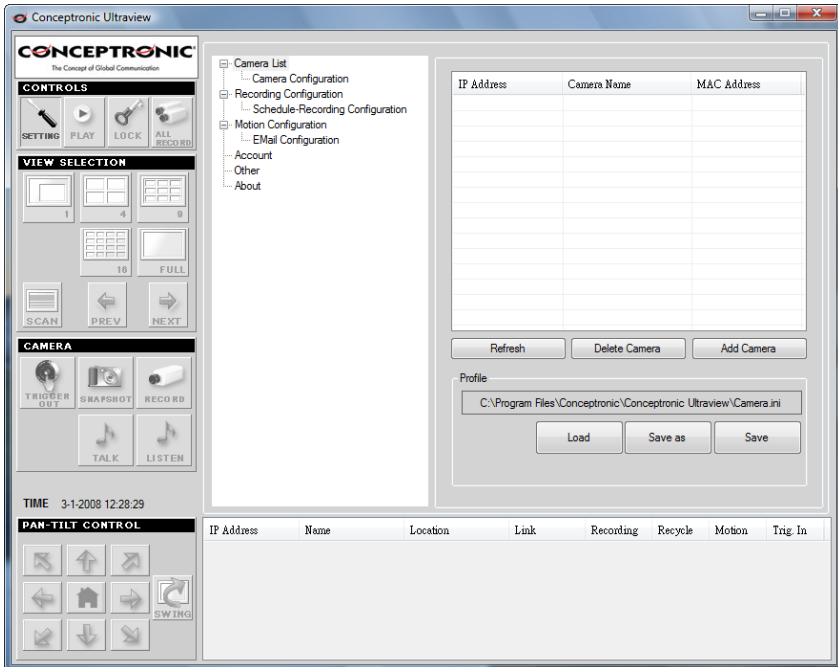 Conceptronic Ultraview
CONCEPTRONIC
The Concept of Global Communication
CONTROLS
SETTING PLAY LOCK ALL RECORD
VIEW SELECTION
1 4 9
16 FULL
SCAN PREV NEXT
CAMERA
TRIGGER OUT SNAPSHOT RECORD
TALK LISTEN
TIME 3-1-2008 12:28:29
PAN-TILT CONTROL
SWING
Camera List
Camera Configuration
Recording Configuration
Schedule-Recording Configuration
Motion Configuration
EMail Configuration
Account
Other
About
IP Address Camera Name MAC Address
Refresh Delete Camera Add Camera
Profile
C:\Program Files\Conceptronic\Conceptronic Ultraview\Camera.ini
Load Save as Save
IP Address Name Location Link Recording Recycle Motion Trig. In